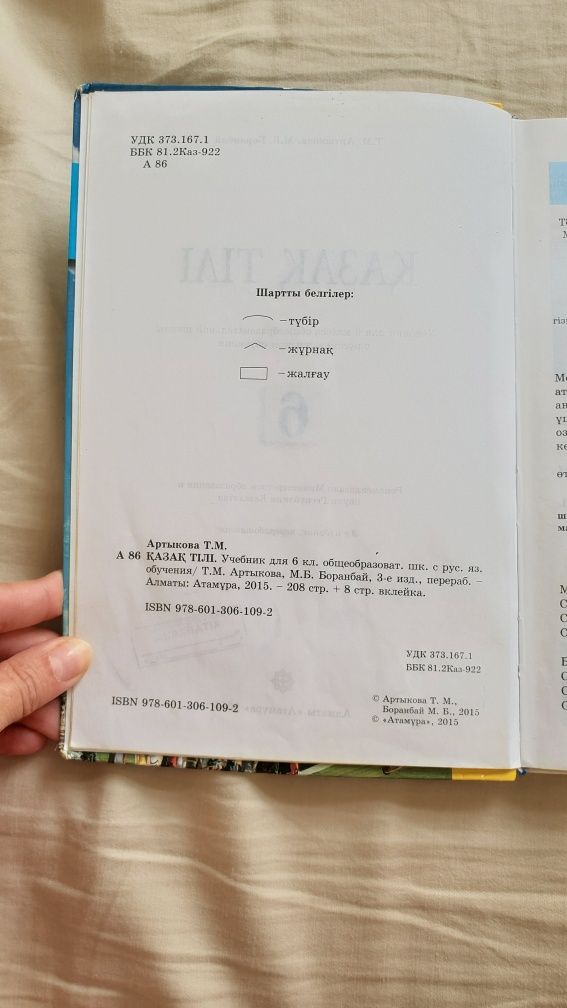 УДК 373.167.1
ББК 81.2Каз-922
А 86
Шартты белгілер:
– түбір
– жұрнақ
– жалғау
Артыкова Т.М.
А 86 ҚАЗАҚ ТІЛІ. Учебник для 6 кл. общеобразоват. шк. с рус. яз.
обучения/ Т.М. Артыкова, М.Б. Боранбай, 3-е изд., перераб. –
Алматы: Атамұра, 2015. – 208 стр. + 8 стр. вклейка.
ISBN 978-601-306-109-2
УДК 373.167.1
ББК 81.2Каз-922
ISBN 978-601-306-109-2
© Артыкова Т. М.,
Боранбай М. Б., 2015
© «Атамұра», 2015